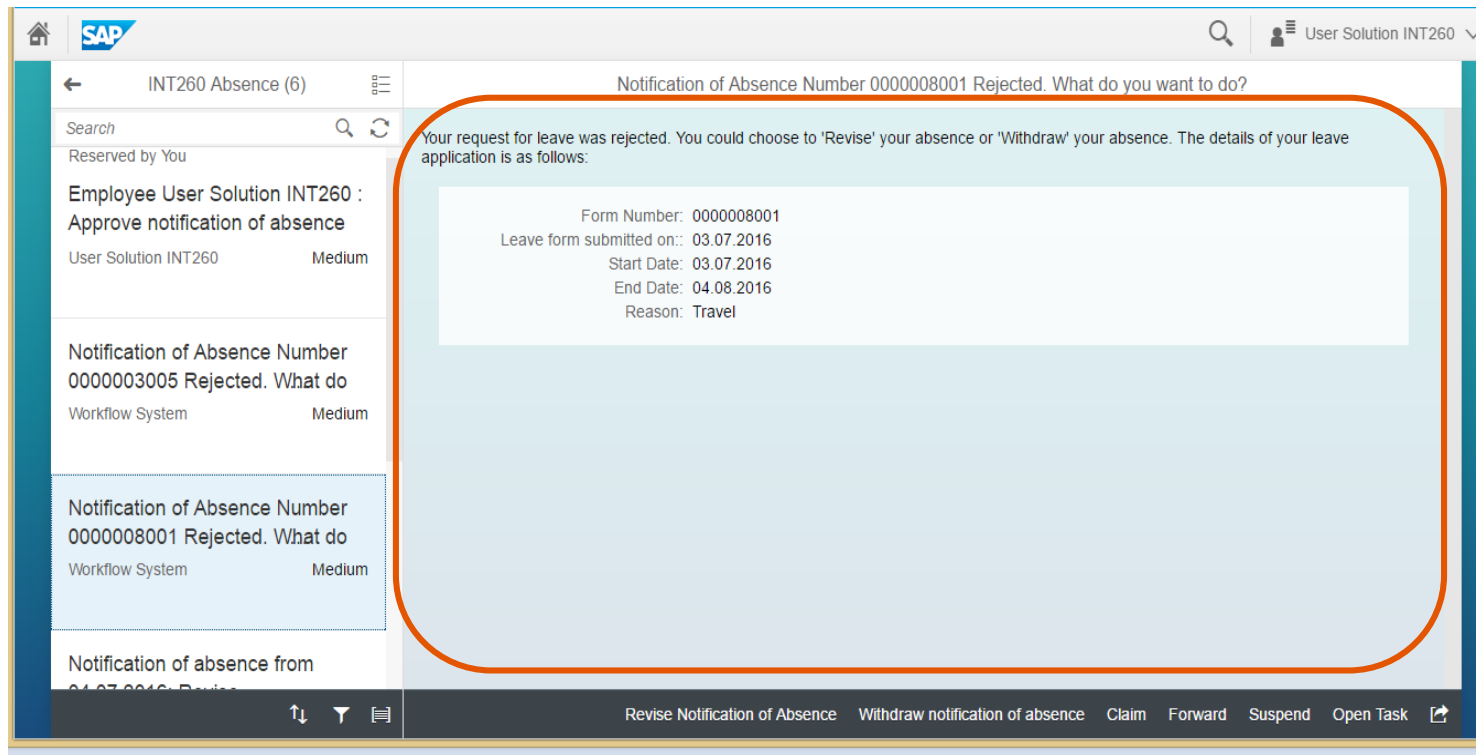 SAP
User Solution INT260
INT260 Absence (6)
Notification of Absence Number 0000008001 Rejected. What do you want to do?
Search
Reserved by You
Employee User Solution INT260 :
Approve notification of absence
User Solution INT260 Medium
Notification of Absence Number
0000003005 Rejected. What do
Workflow System Medium
Notification of Absence Number
0000008001 Rejected. What do
Workflow System Medium
Notification of absence from
04.07.2016: Revise
Your request for leave was rejected. You could choose to 'Revise' your absence or 'Withdraw' your absence. The details of your leave
application is as follows:
Form Number: 0000008001
Leave form submitted on:: 03.07.2016
Start Date: 03.07.2016
End Date: 04.08.2016
Reason: Travel
Revise Notification of Absence Withdraw notification of absence Claim Forward Suspend Open Task